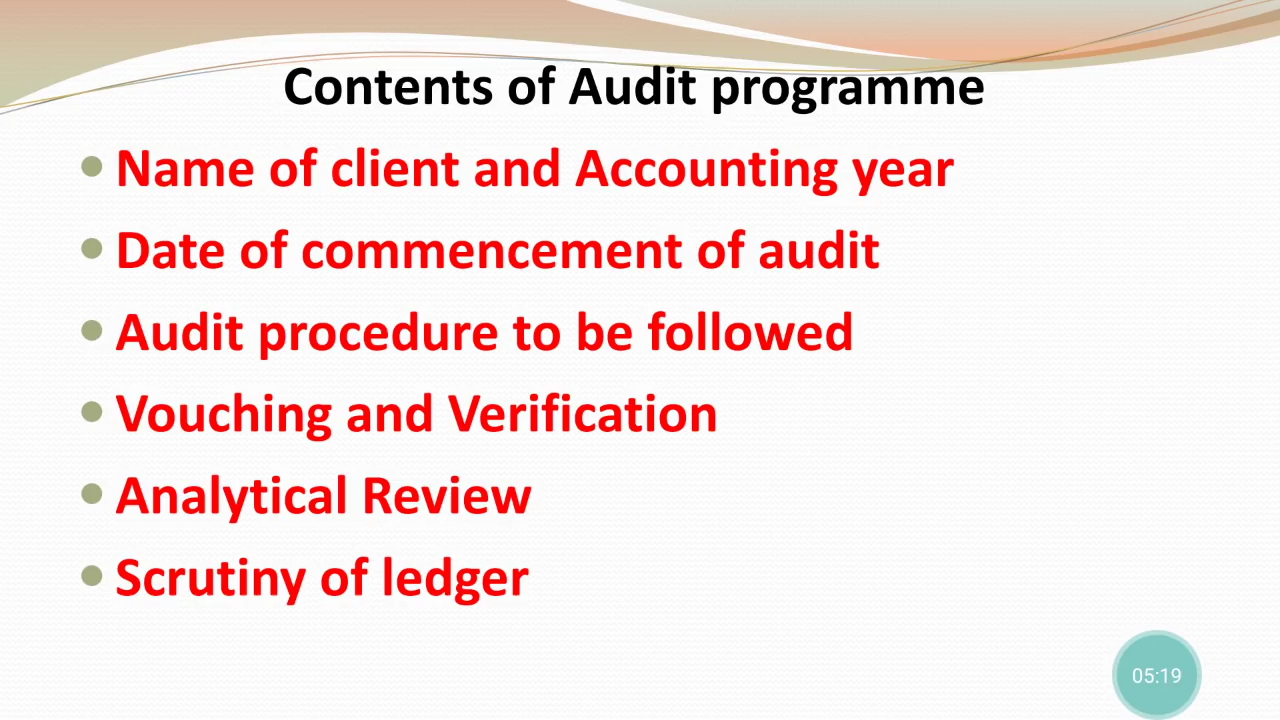 Contents of Audit programme
Name of client and Accounting year
Date of commencement of audit
Audit procedure to be followed
Vouching and Verification
Analytical Review
Scrutiny of ledger
05:19